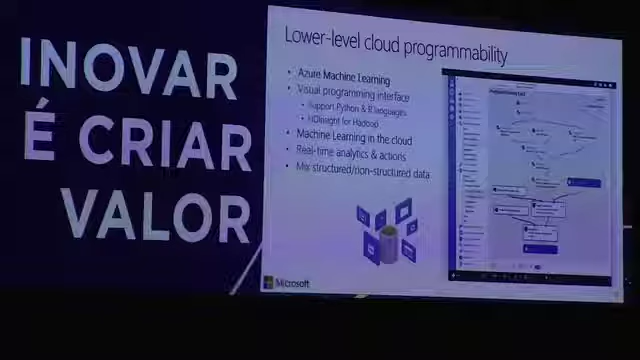 INOVAR
É CRIAR
VALOR
Lower-level cloud programmability
• Azure Machine Learning
• Visual programming interface
• Support Python & R languages
• HDInsight for Hadoop
• Machine Learning in the cloud
• Real-time analytics & actions
• Mix structured/non-structured data
Microsoft